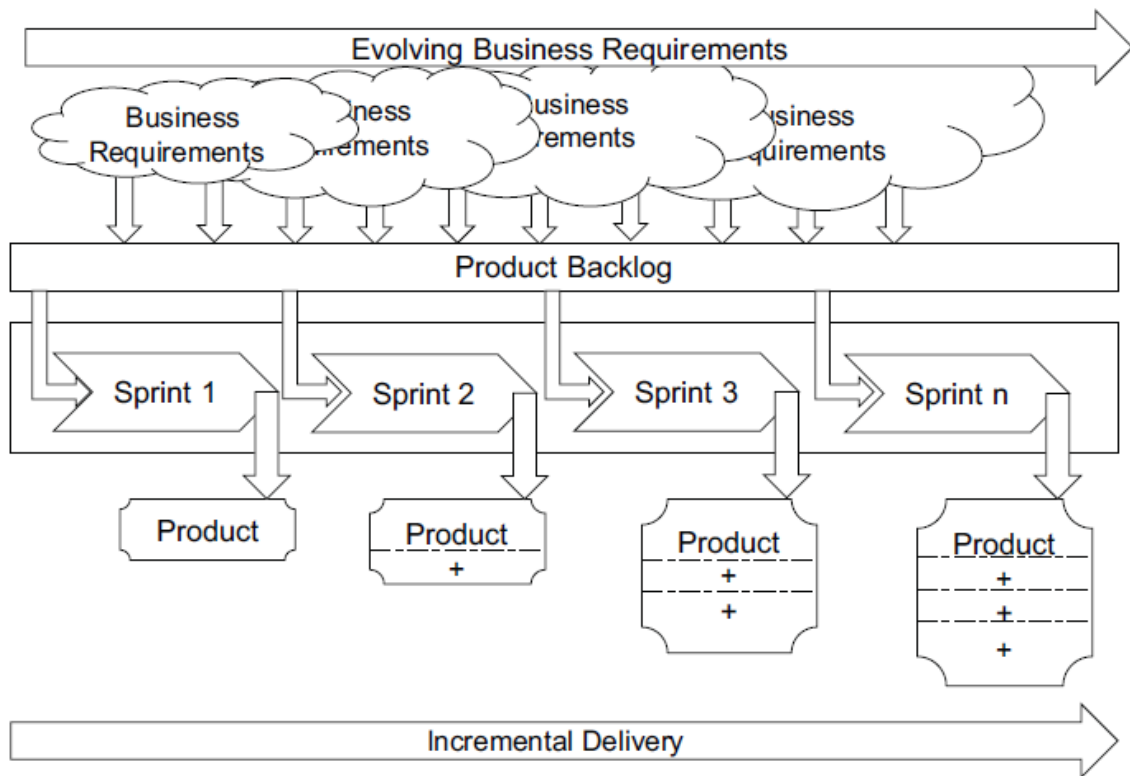 Evolving Business Requirements
Business
Requirements
Business
Product Backlog
Sprint 1
Sprint 2
Sprint 3
Sprint n
Product
Product
+
Product
+
+
Product
+
+
+
Incremental Delivery